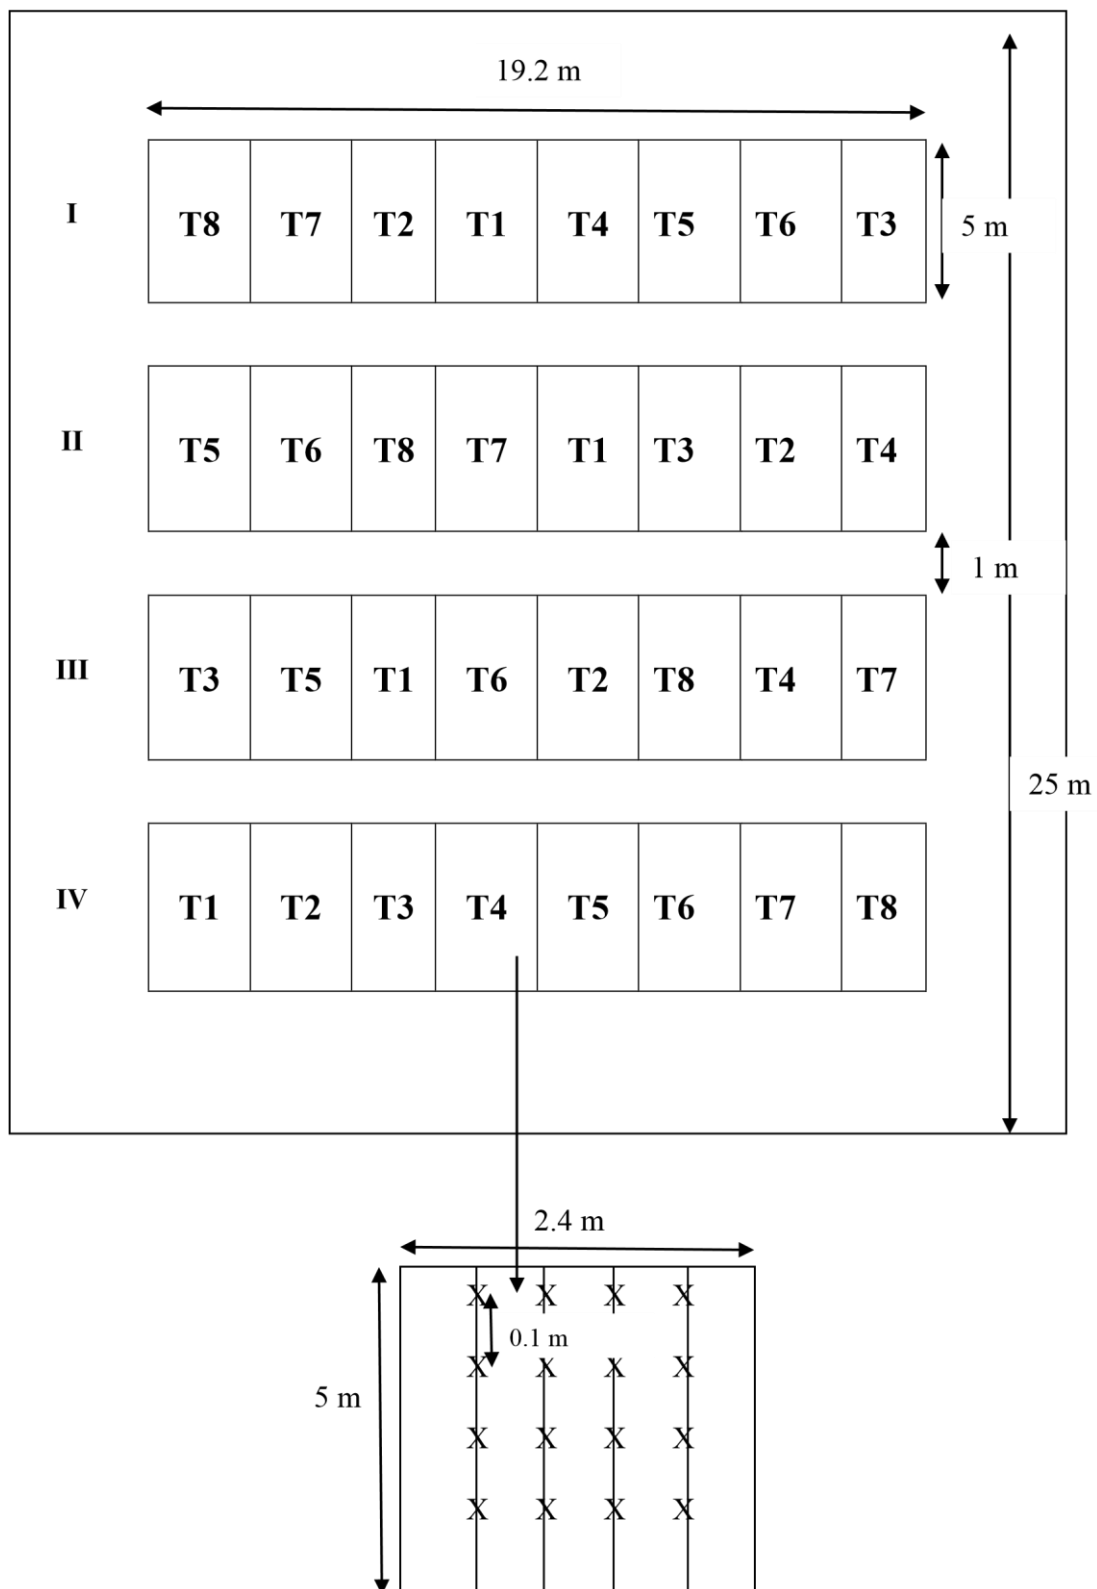 19.2 m
I T8 T7 T2 T1 T4 T5 T6 T3 5 m
II T5 T6 T8 T7 T1 T3 T2 T4
1 m
III T3 T5 T1 T6 T2 T8 T4 T7
25 m
IV T1 T2 T3 T4 T5 T6 T7 T8
2.4 m
X X X X
0.1 m
X X X X
5 m
X X X X
X X X X